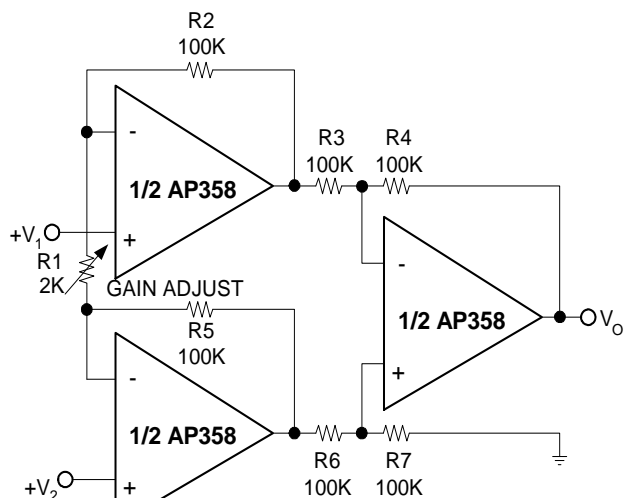 R2
100K
R3
100K
R4
100K
-
1/2 AP358
+
+V1
R1
2K
GAIN ADJUST
R5
100K
-
1/2 AP358
+
VO
-
1/2 AP358
+
+V2
R6
100K
R7
100K